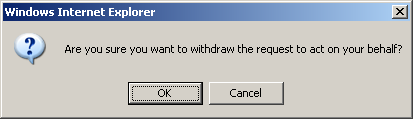 Windows Internet Explorer
Are you sure you want to withdraw the request to act on your behalf?
OK
Cancel